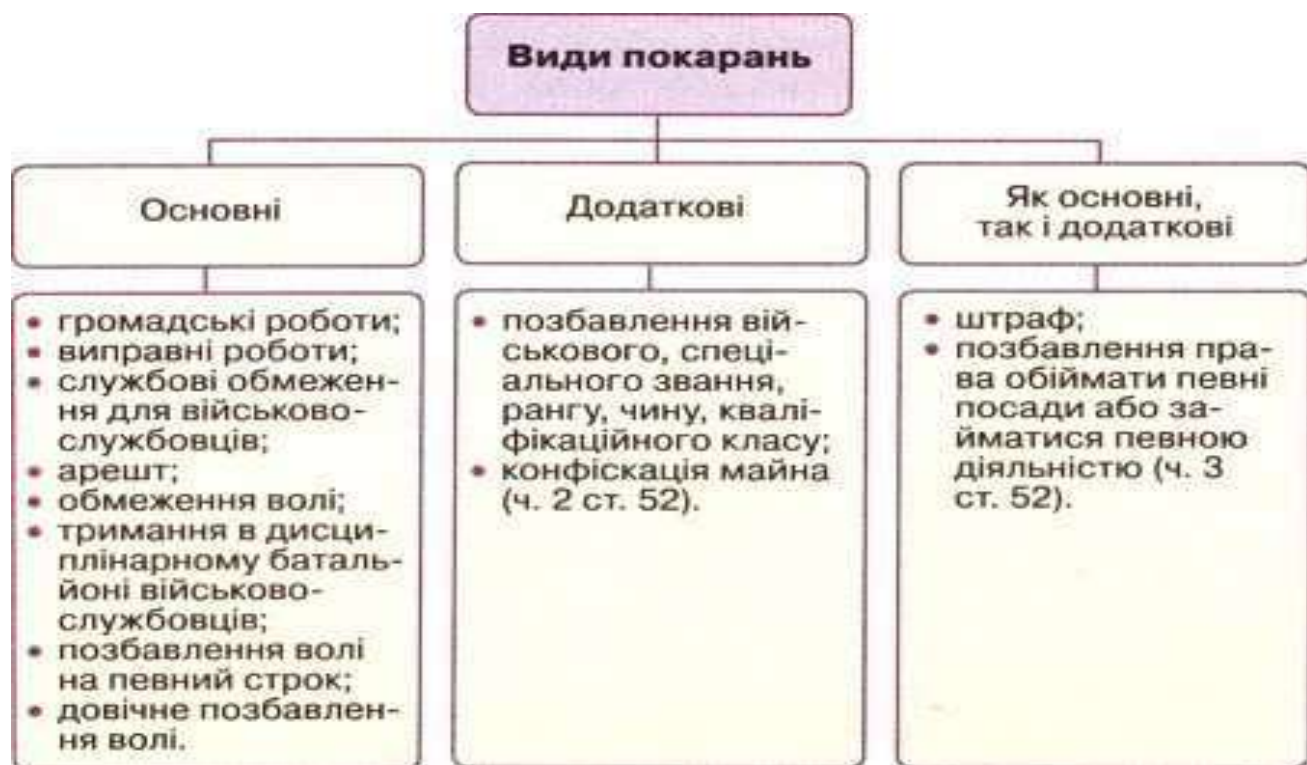 Види покарань
Основні
Додаткові
Як основні,
так і додаткові
• громадські роботи;
• виправні роботи;
• службові обмежен-
ня для військово-
службовців;
• арешт;
• обмеження волі;
• тримання в дисци-
плінарному баталь-
йоні військово-
службовців;
• позбавлення волі
на певний строк;
• довічне позбавлен-
ня волі.
• позбавлення вій-
ськового, спеці-
ального звання,
рангу, чину, квалі-
фікаційного класу;
• конфіскація майна
(ч. 2 ст. 52).
• штраф;
• позбавлення пра-
ва обіймати певні
посади або за-
йматися певною
діяльністю (ч. 3
ст. 52).